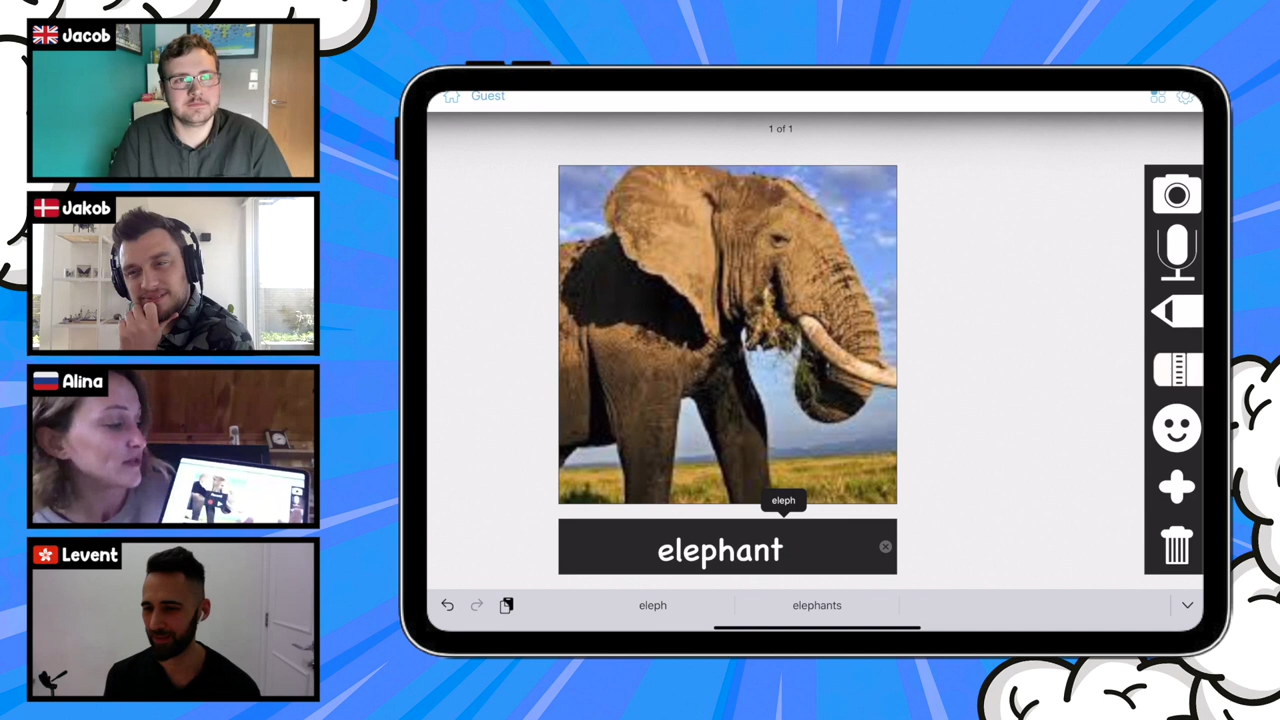 Jacob
Jakob
Alina
Levent
Guest
1 of 1
eleph
elephant
eleph elephants